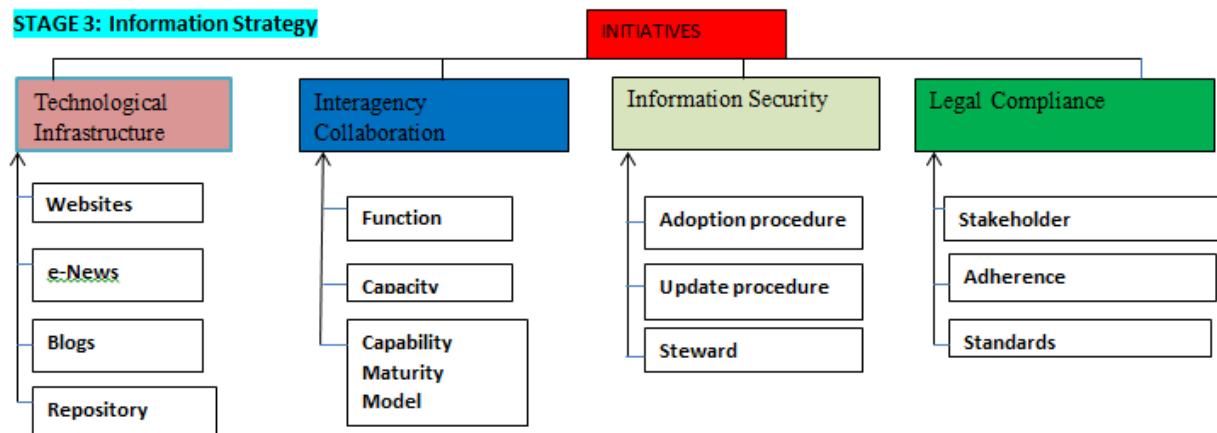 STAGE 3: Information Strategy
INITIATIVES
Technological
Infrastructure
Interagency
Collaboration
Information Security
Legal Compliance
Websites
e-News
Blogs
Repository
Function
Capacity
Capability
Maturity
Model
Adoption procedure
Update procedure
Steward
Stakeholder
Adherence
Standards